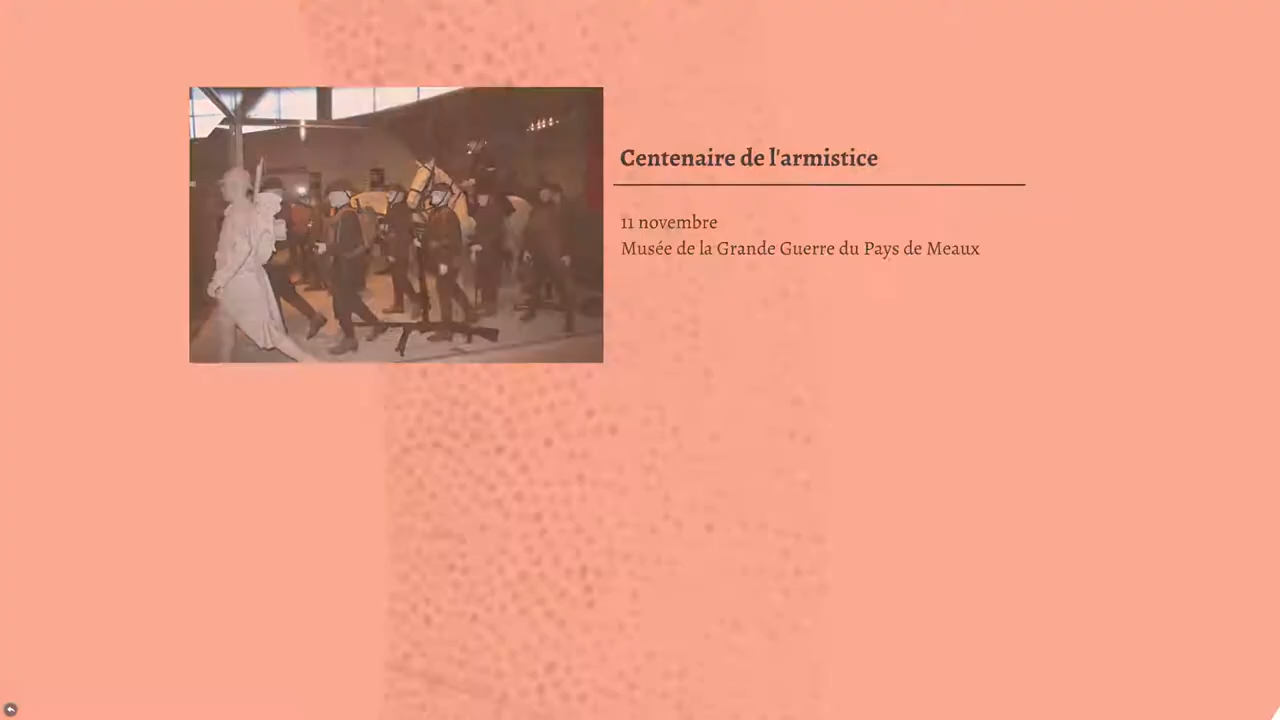 Centenaire de l'armistice
11 novembre
Musée de la Grande Guerre du Pays de Meaux